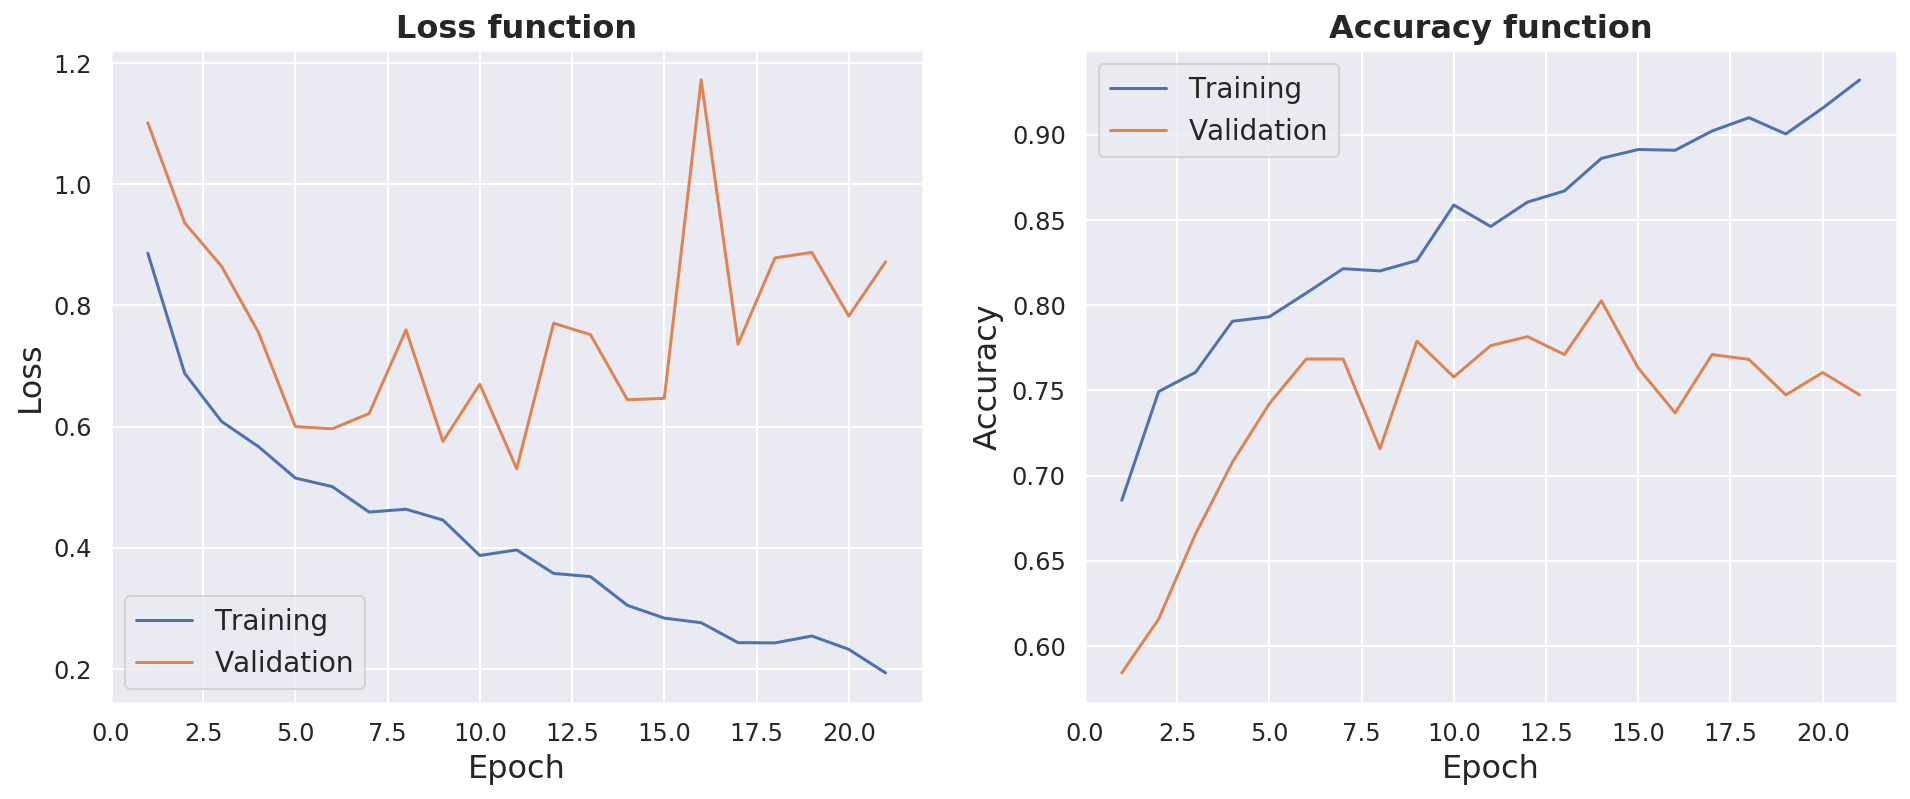 Loss function
1.2
1.0
0.8
0.6
0.4
0.2
Loss
Training
Validation
0.0 2.5 5.0 7.5 10.0 12.5 15.0 17.5 20.0
Epoch
Accuracy function
Training
Validation
0.90
0.85
0.80
0.75
0.70
0.65
0.60
Accuracy
0.0 2.5 5.0 7.5 10.0 12.5 15.0 17.5 20.0
Epoch